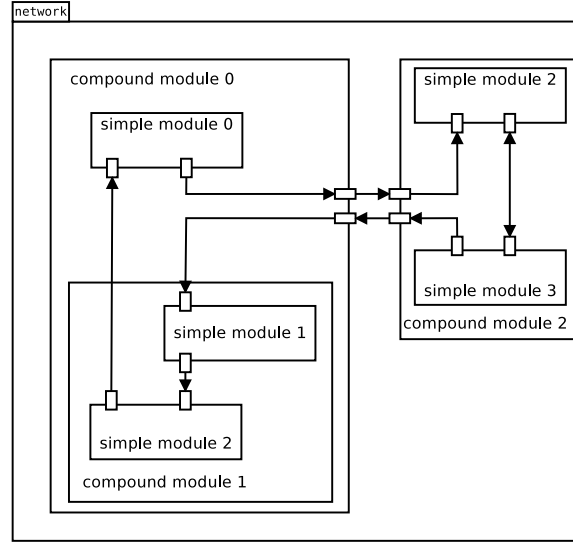 network
compound module 0
simple module 0
simple module 1
simple module 2
compound module 1
simple module 2
simple module 3
compound module 2